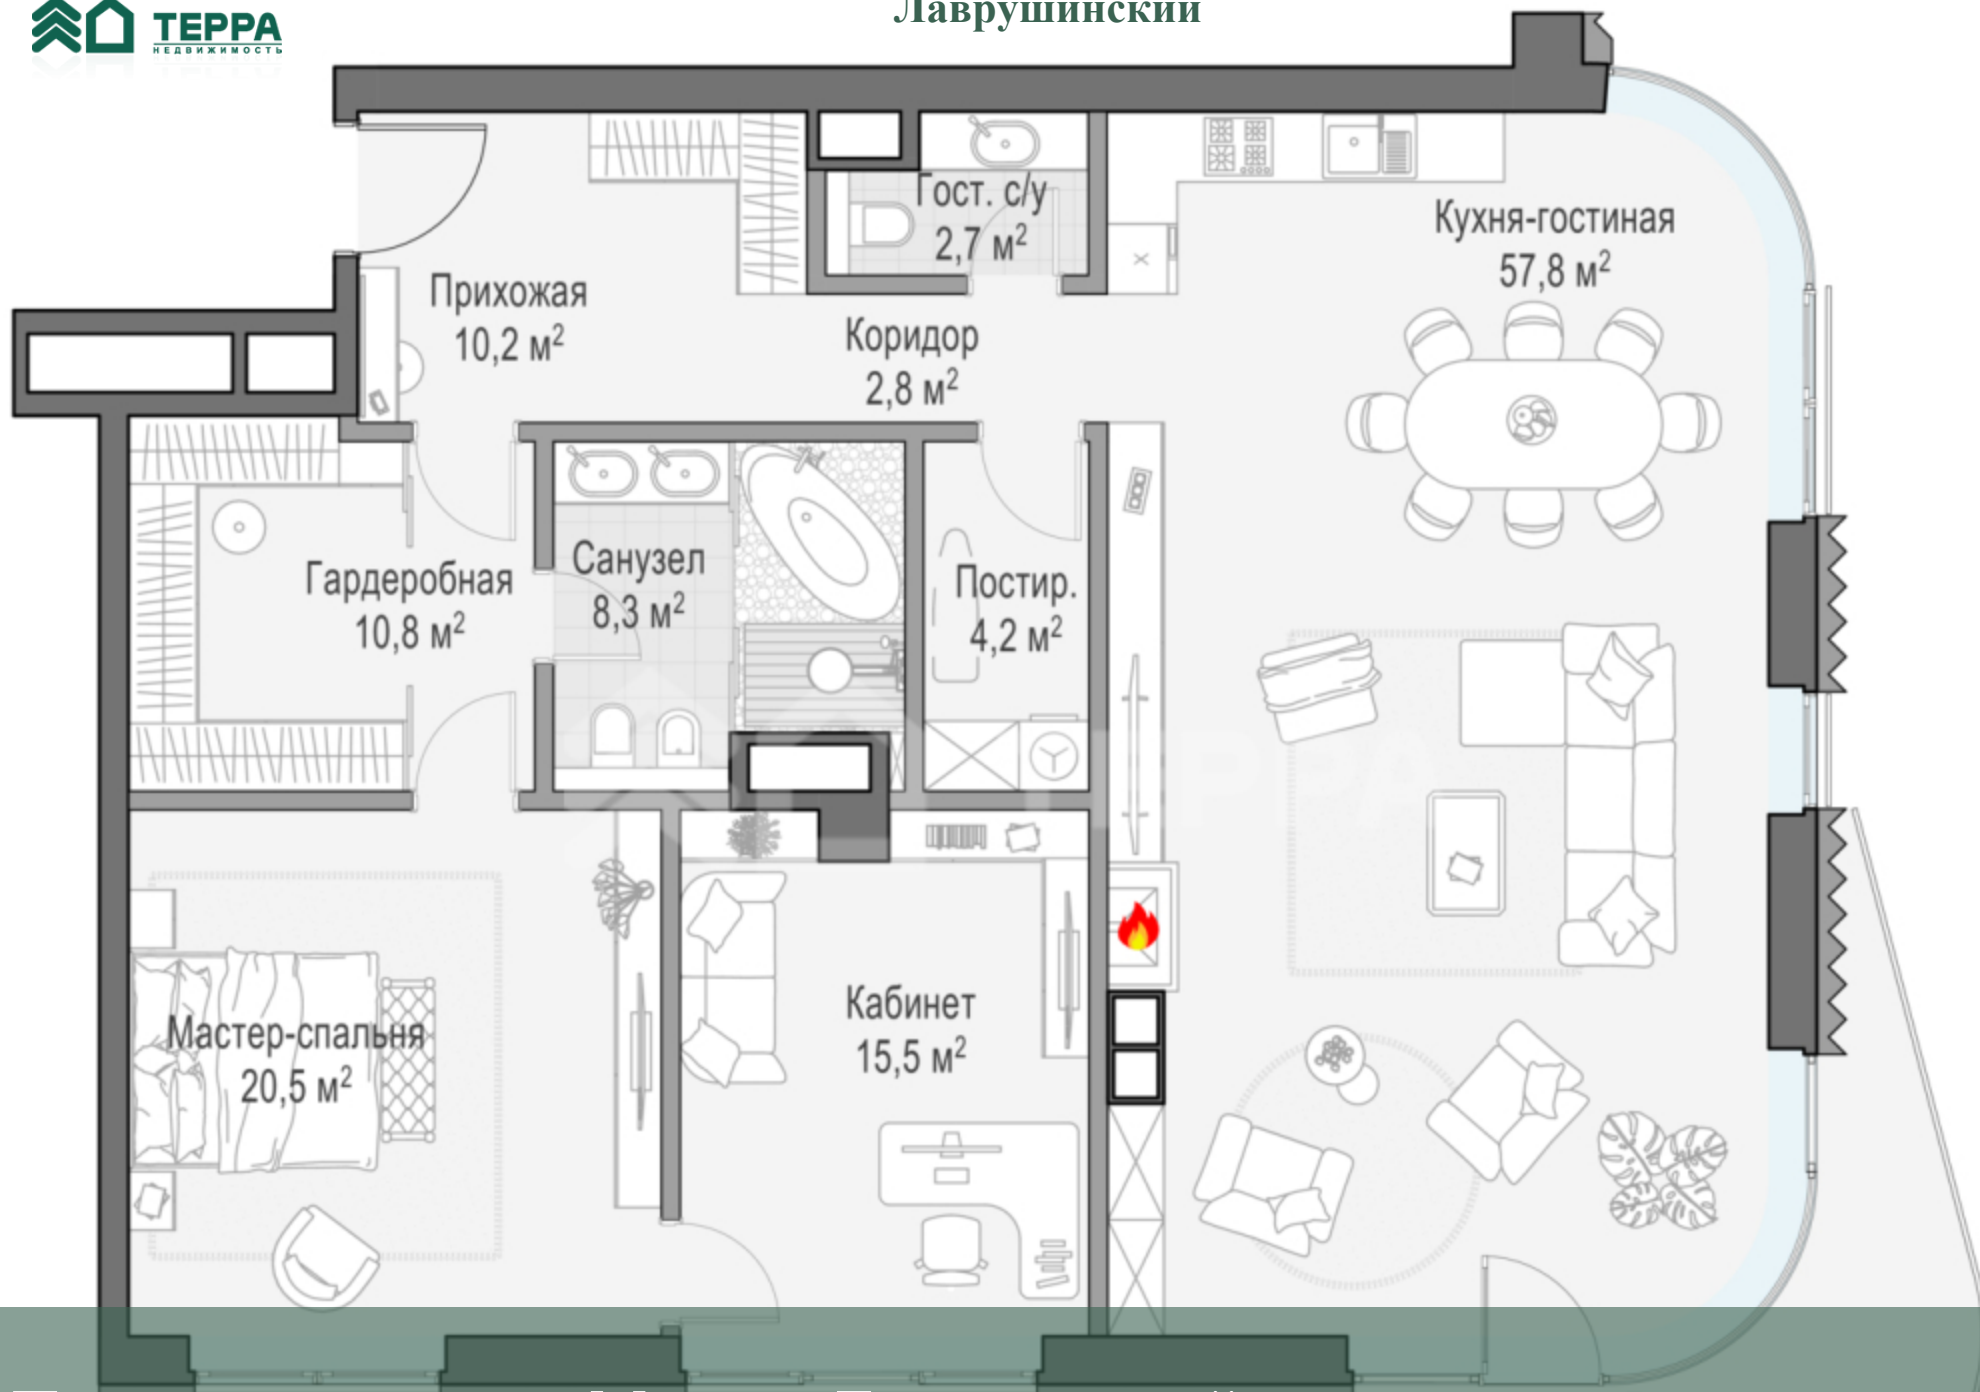 ТЕРРА
НЕДВИЖИМОСТЬ
Лаврушинский
Гост. с/у
2,7 м²
Кухня-гостиная
57,8 м²
Прихожая
10,2 м²
Коридор
2,8 м²
Гардеробная
10,8 м²
Санузел
8,3 м²
Постир.
4,2 м²
ТЕРРА
Мастер-спальня
20,5 м²
Кабинет
15,5 м²